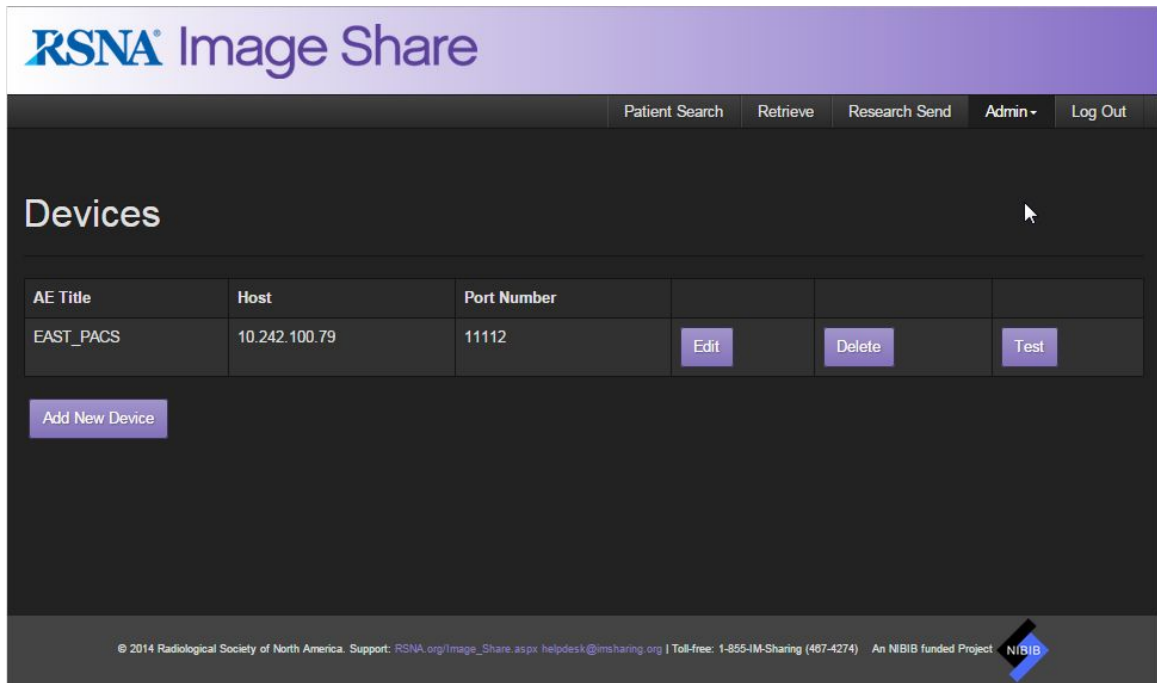 RSNA® Image Share
Patient Search Retrieve Research Send Admin Log Out
Devices
AE Title Host Port Number
EAST_PACS 10.242.100.79 11112 Edit Delete Test
Add New Device
© 2014 Radiological Society of North America. Support: RSNA.org/Image_Share.aspx helpdesk@imsharing.org | Toll-free: 1-855-IM-Sharing (467-4274) An NIBIB funded Project NIBIB